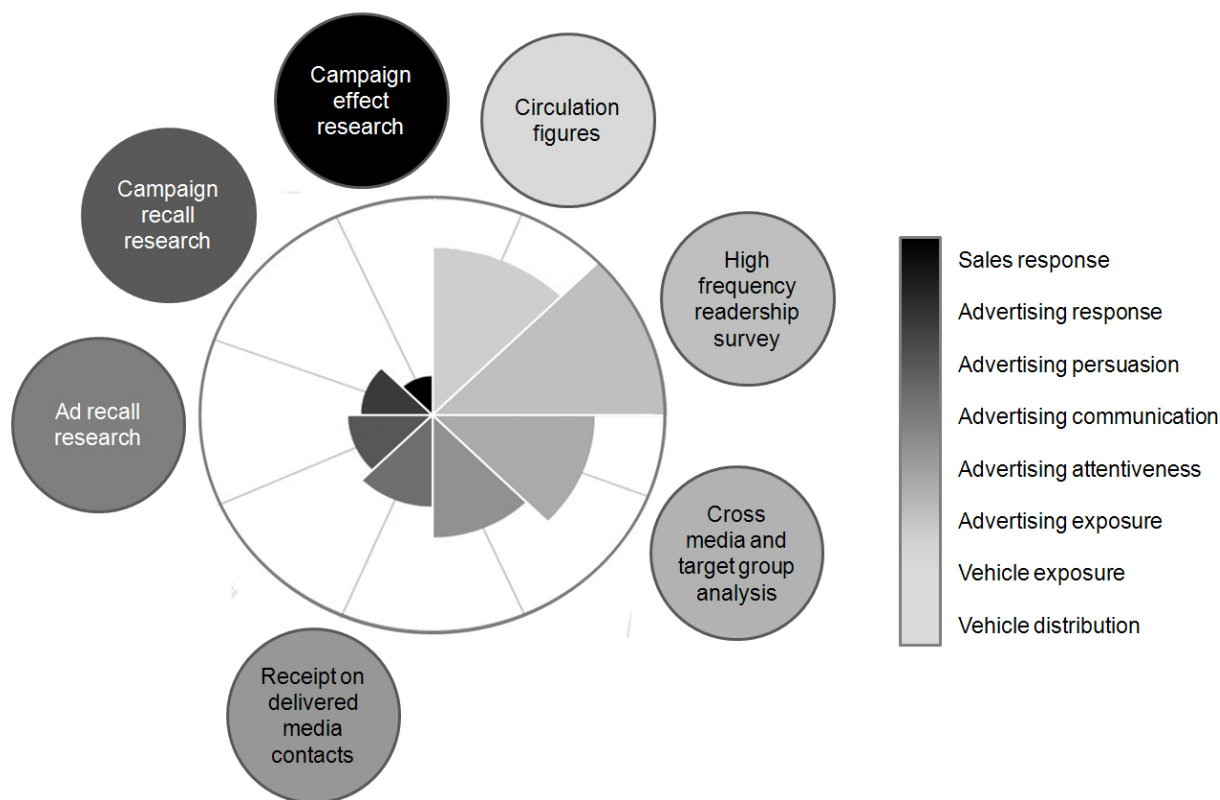 Campaign
effect
research
Circulation
figures
Campaign
recall
research
High
frequency
readership
survey
Ad recall
research
Cross
media and
target group
analysis
Receipt on
delivered
media
contacts
Sales response
Advertising response
Advertising persuasion
Advertising communication
Advertising attentiveness
Advertising exposure
Vehicle exposure
Vehicle distribution